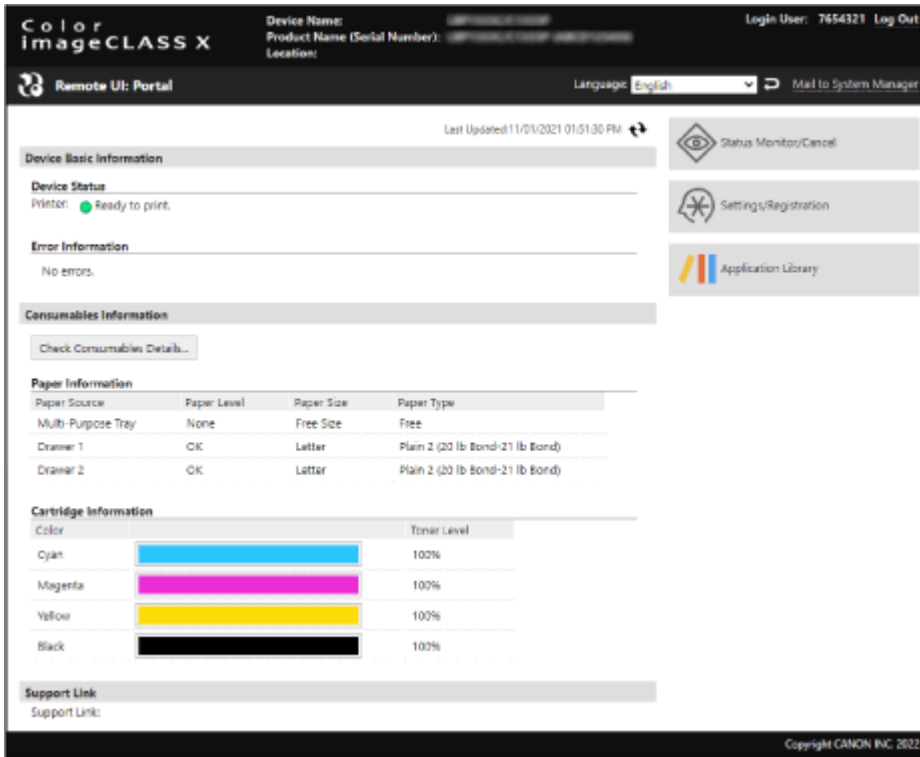 Color
imageCLASS X
Device Name:
Product Name (Serial Number):
Location:
Login User: 7654321 Log Out
Remote UI: Portal
Language: English
Mail to System Manager
Last Updated:11/01/2021 01:51:30 PM
Device Basic Information
Device Status
Printer: Ready to print.
Error Information
No errors.
Consumables Information
Check Consumables Details...
Paper Information
Paper Source Paper Level Paper Size Paper Type
Multi-Purpose Tray None Free Size Free
Drawer 1 OK Letter Plain 2 (20 lb Bond-21 lb Bond)
Drawer 2 OK Letter Plain 2 (20 lb Bond-21 lb Bond)
Cartridge Information
Color Toner Level
Cyan 100%
Magenta 100%
Yellow 100%
Black 100%
Support Link
Support Link:
Status Monitor/Cancel
Settings/Registration
Application Library
Copyright CANON INC. 2022